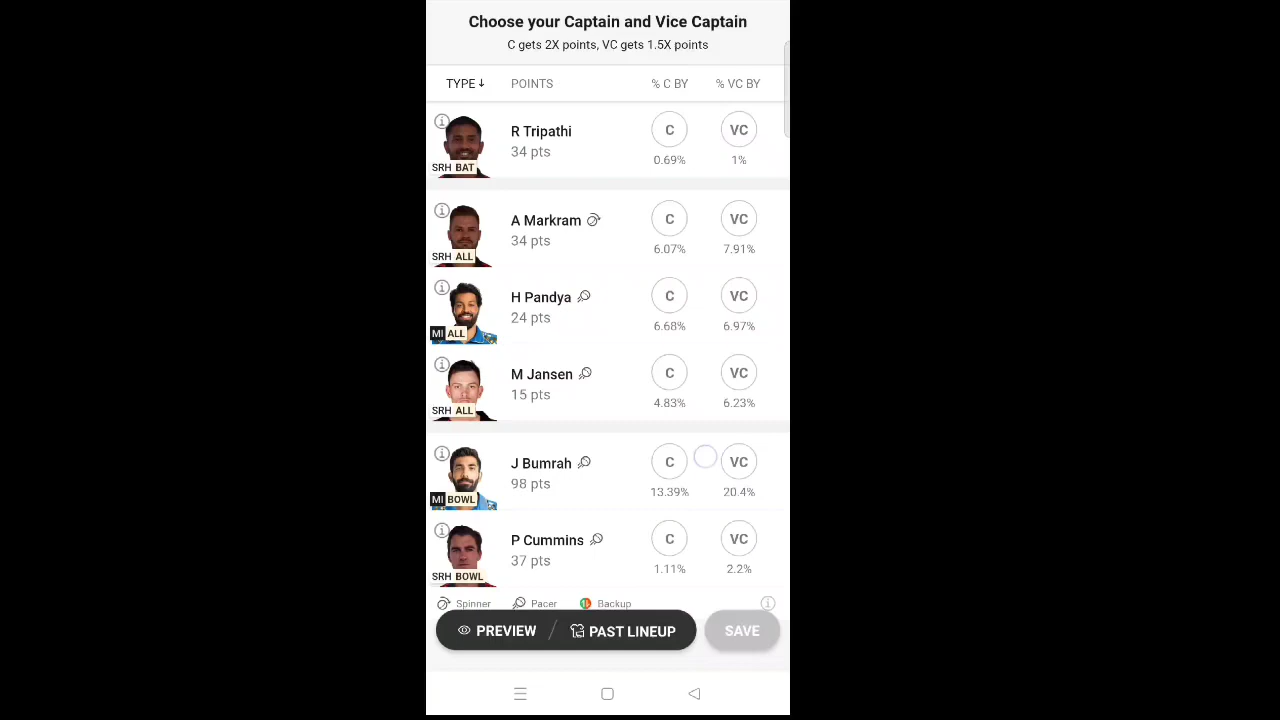 Choose your Captain and Vice Captain
C gets 2X points, VC gets 1.5X points
TYPE↓ POINTS % C BY % VC BY
R Tripathi C VC
34 pts 0.69% 1%
SRH BAT
A Markram C VC
34 pts 6.07% 7.91%
SRH ALL
H Pandya C VC
24 pts 6.68% 6.97%
MI ALL
M Jansen C VC
15 pts 4.83% 6.23%
SRH ALL
J Bumrah C VC
98 pts 13.39% 20.4%
MI BOWL
P Cummins C VC
37 pts 1.11% 2.2%
SRH BOWL
Spinner Pacer Backup
PREVIEW / PAST LINEUP SAVE